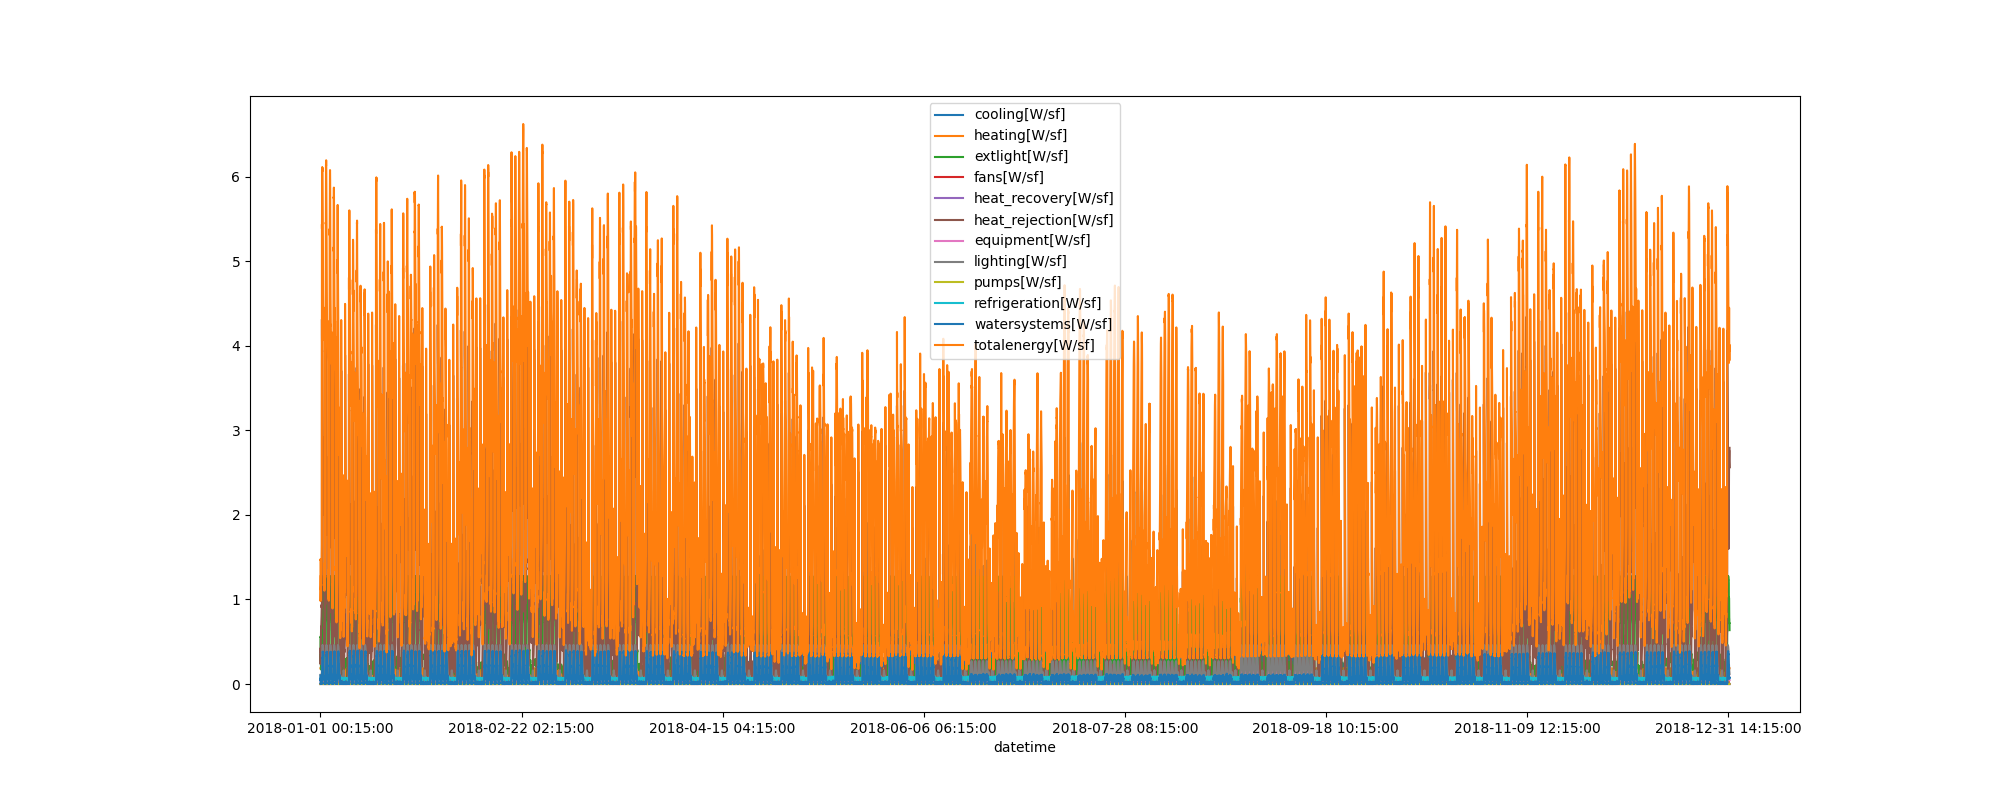 cooling[W/sf]
heating[W/sf]
extlight[W/sf]
fans[W/sf]
heat_recovery[W/sf]
heat_rejection[W/sf]
equipment[W/sf]
lighting[W/sf]
pumps[W/sf]
refrigeration[W/sf]
watersystems[W/sf]
totalenergy[W/sf]
6
5
4
3
2
1
0
2018-01-01 00:15:00 2018-02-22 02:15:00 2018-04-15 04:15:00 2018-06-06 06:15:00 2018-07-28 08:15:00 2018-09-18 10:15:00 2018-11-09 12:15:00 2018-12-31 14:15:00
datetime